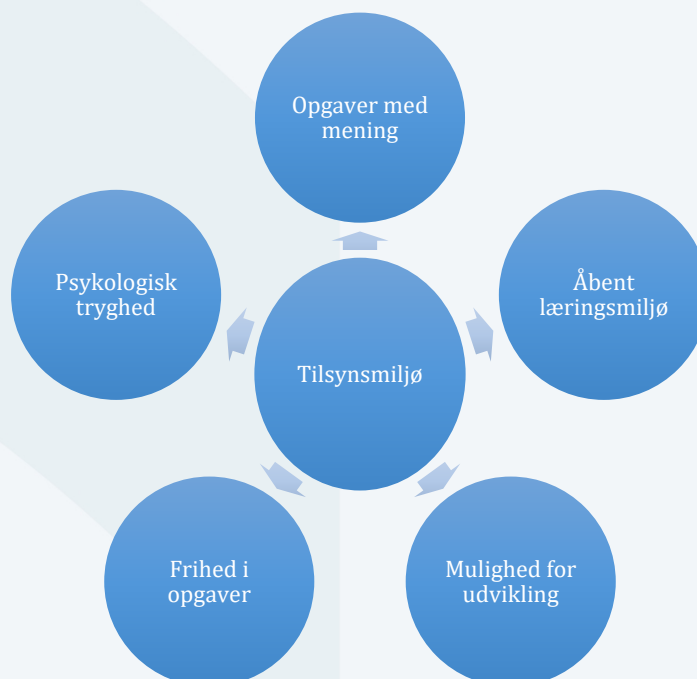 Opgaver med
mening
Psykologisk
tryghed
Åbent
læringsmiljø
Tilsynsmiljø
Frihed i
opgaver
Mulighed for
udvikling